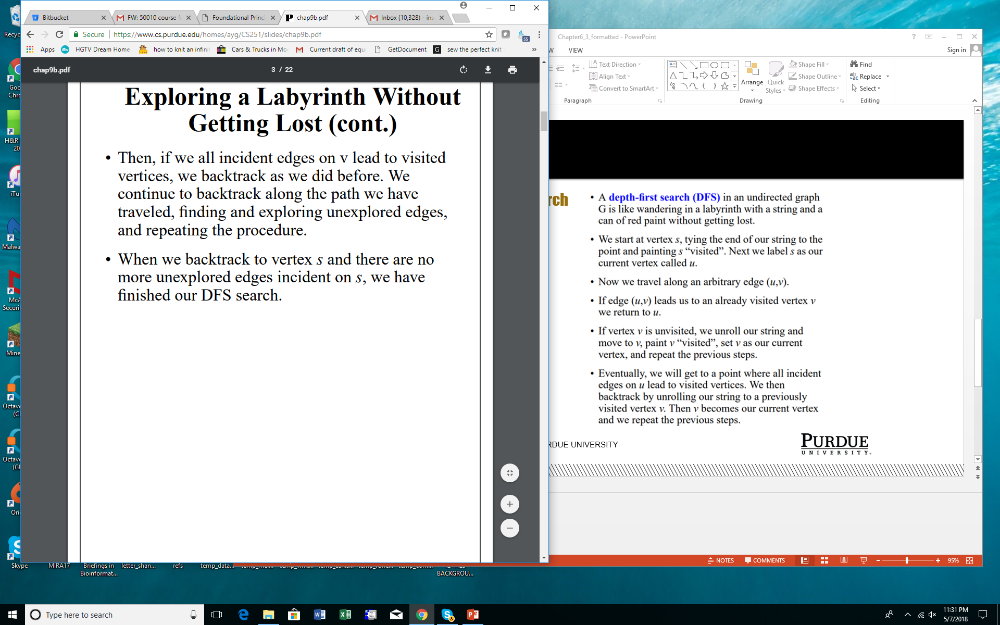 Bitbucket
FW: 50010 course f
Foundational Princi
chap9b.pdf
Inbox (10,328) - ins
Secure
https://www.cs.purdue.edu/homes/ayg/CS251/slides/chap9b.pdf
55
Apps
HGTV Dream Home
how to knit an infinit
Cars & Trucks in Mo
Current draft of equ
GetDocument
sew the perfect knit
»
chap9b.pdf
3 / 22
Exploring a Labyrinth Without
Getting Lost (cont.)
• Then, if we all incident edges on v lead to visited
vertices, we backtrack as we did before. We
continue to backtrack along the path we have
traveled, finding and exploring unexplored edges,
and repeating the procedure.
• When we backtrack to vertex s and there are no
more unexplored edges incident on s, we have
finished our DFS search.
Chapter6_3_formatted - PowerPoint
?
W
VIEW
Sign in
Text Direction
Align Text
Convert to SmartArt
Paragraph
Arrange
Quick
Styles
Shape Fill
Shape Outline
Shape Effects
Drawing
Find
Replace
Select
Editing
rch
• A depth-first search (DFS) in an undirected graph
G is like wandering in a labyrinth with a string and a
can of red paint without getting lost.
• We start at vertex s, tying the end of our string to the
point and painting s “visited”. Next we label s as our
current vertex called u.
• Now we travel along an arbitrary edge (u,v).
• If edge (u,v) leads us to an already visited vertex v
we return to u.
• If vertex v is unvisited, we unroll our string and
move to v, paint v “visited”, set v as our current
vertex, and repeat the previous steps.
• Eventually, we will get to a point where all incident
edges on u lead to visited vertices. We then
backtrack by unrolling our string to a previously
visited vertex v. Then v becomes our current vertex
and we repeat the previous steps.
RDUE UNIVERSITY
PURDUE
UNIVERSITY
NOTES
COMMENTS
95%
Recyc
Goo
Chro
H&R
20
iTu
Malwa
McA
Securit
Mine
Octave
(Cl
Octave
(GU
Orig
Skype
MIRA17
Briefings in
Bioinformat...
letter_shan...
refs
temp_data...
BACKGROU...
Type here to search
11:31 PM
5/7/2018